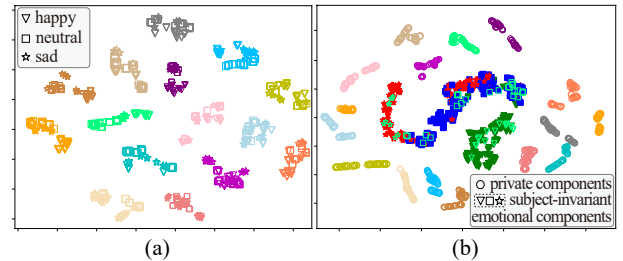 ▽ happy
□ neutral
☆ sad
○ private components
▽□☆ subject-invariant
emotional components
(a)
(b)